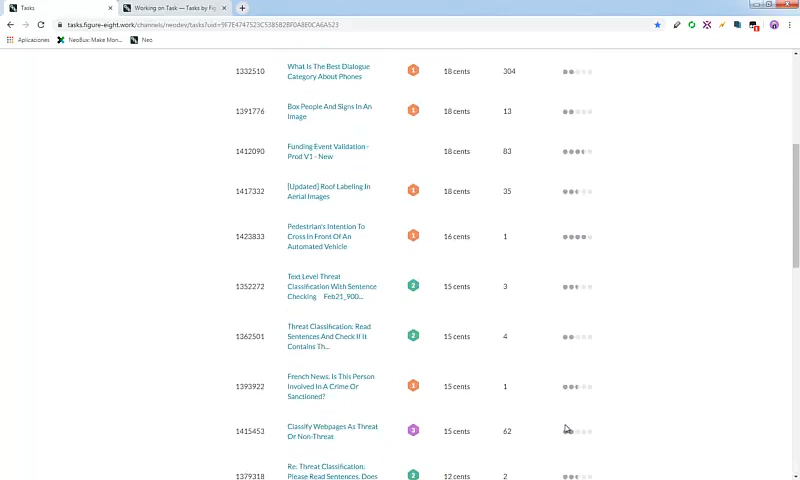 Tasks
Working on Task — Tasks by Fig
tasks.figure-eight.work/channels/neodev/tasks?uid=9F7E4747523C538582BF0A8E0CA6A523
Aplicaciones
NeoBux: Make Mon...
Neo
1332510
What Is The Best Dialogue
Category About Phones
1
18 cents
304
1391776
Box People And Signs In An
Image
1
18 cents
13
1412090
Funding Event Validation -
Prod V1 - New
18 cents
83
1417332
[Updated] Roof Labeling In
Aerial Images
1
18 cents
35
1423833
Pedestrian's Intention To
Cross In Front Of An
Automated Vehicle
1
16 cents
1
1352272
Text Level Threat
Classification With Sentence
Checking Feb21_900...
2
15 cents
3
1362501
Threat Classification: Read
Sentences And Check If It
Contains Th...
2
15 cents
4
1393922
French News: Is This Person
Involved In A Crime Or
Sanctioned?
1
15 cents
1
1415453
Classify Webpages As Threat
Or Non-Threat
3
15 cents
62
1379318
Re. Threat Classification:
Please Read Sentences. Does
2
12 cents
2